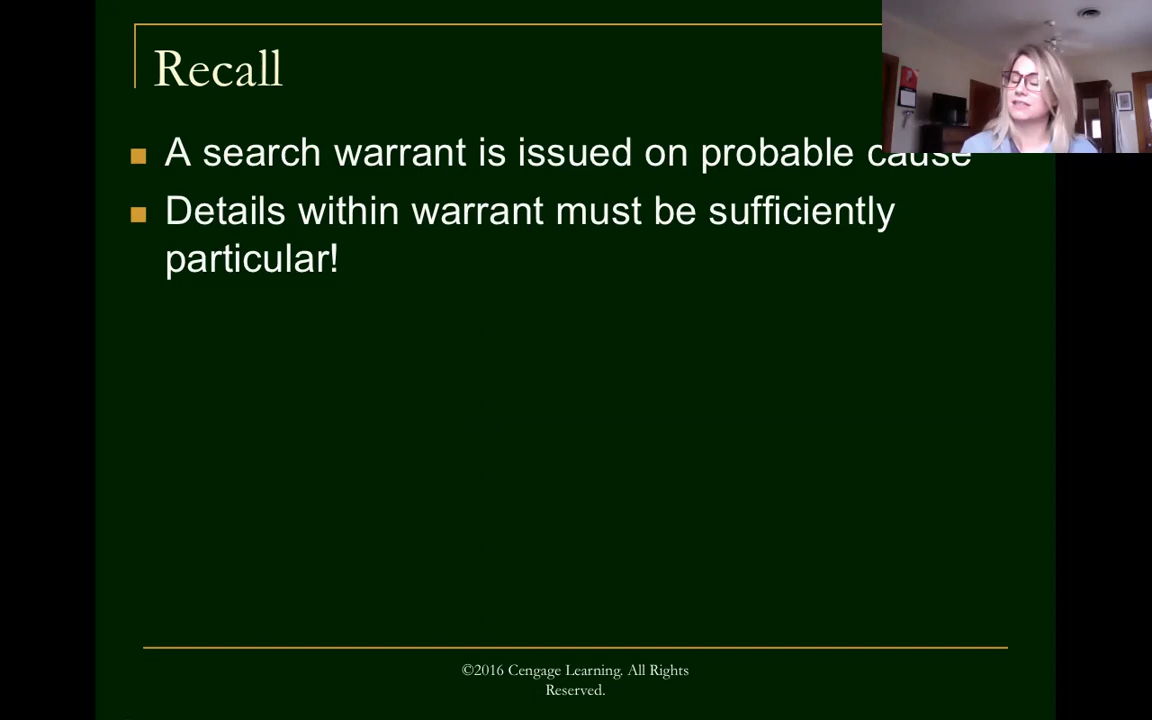 Recall
A search warrant is issued on probable cause
Details within warrant must be sufficiently
particular!
©2016 Cengage Learning. All Rights
Reserved.